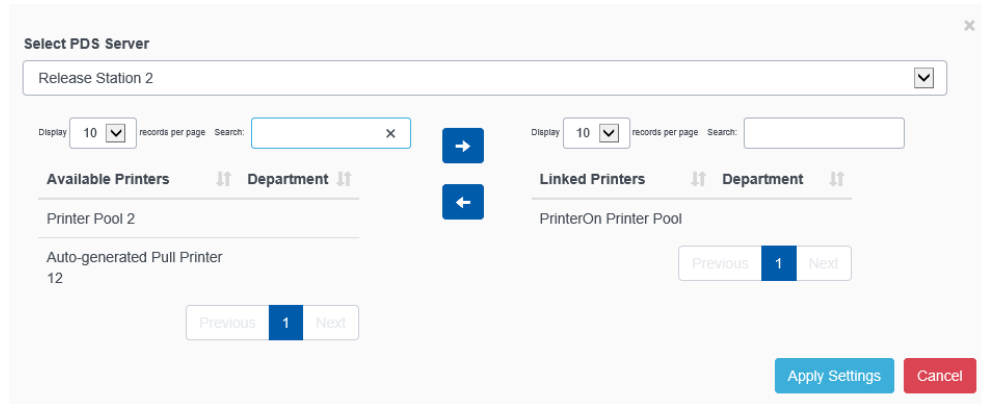 Select PDS Server
Release Station 2
Display 10 records per page Search:
Display 10 records per page Search:
Available Printers Department
Linked Printers Department
Printer Pool 2
PrinterOn Printer Pool
Auto-generated Pull Printer
12
Previous 1 Next
Previous 1 Next
Apply Settings Cancel